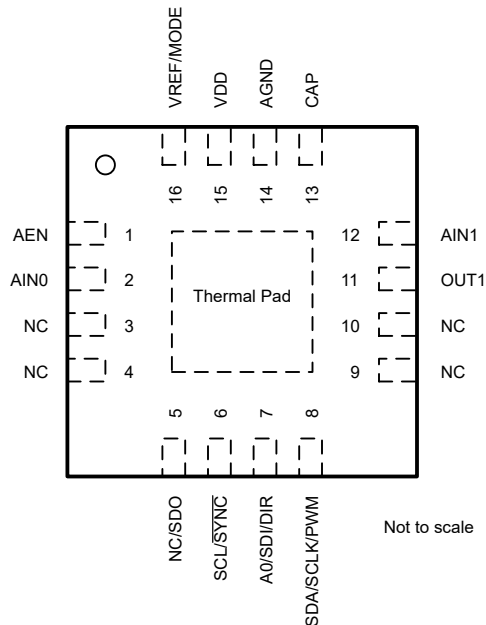 VREF/MODE
VDD
AGND
CAP
16
15
14
13
AEN 1
12 AIN1
AIN0 2
11 OUT1
Thermal Pad
NC 3
10 NC
NC 4
9 NC
5
6
7
8
NC/SDO
SCL/SYNC
A0/SDI/DIR
SDA/SCLK/PWM
Not to scale